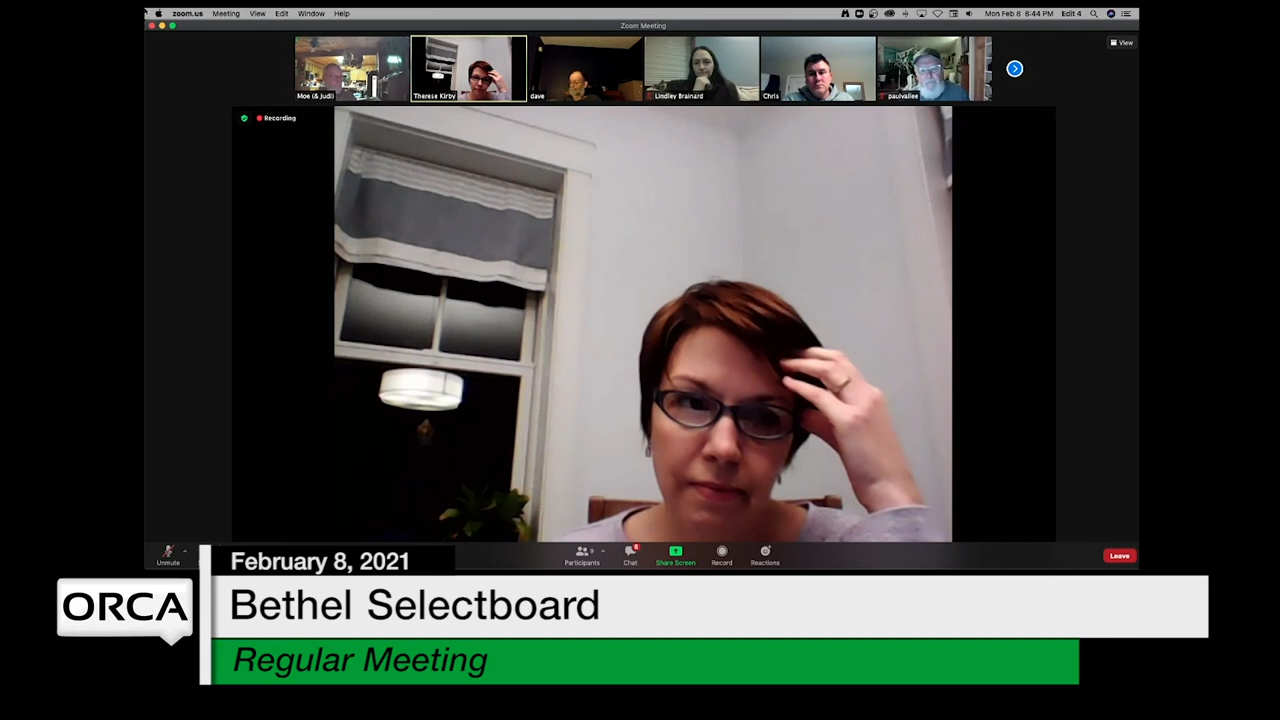 zoom.us Meeting View Edit Window Help
Mon Feb 8 8:44 PM Edit 4
Zoom Meeting
View
Moe (& Judi)
Therese Kirby
dave
Lindley Brainard
Chris
paulvallee
Recording
Unmute
9
Participants
Chat
Share Screen
Record
Reactions
Leave
February 8, 2021
ORCA
Bethel Selectboard
Regular Meeting